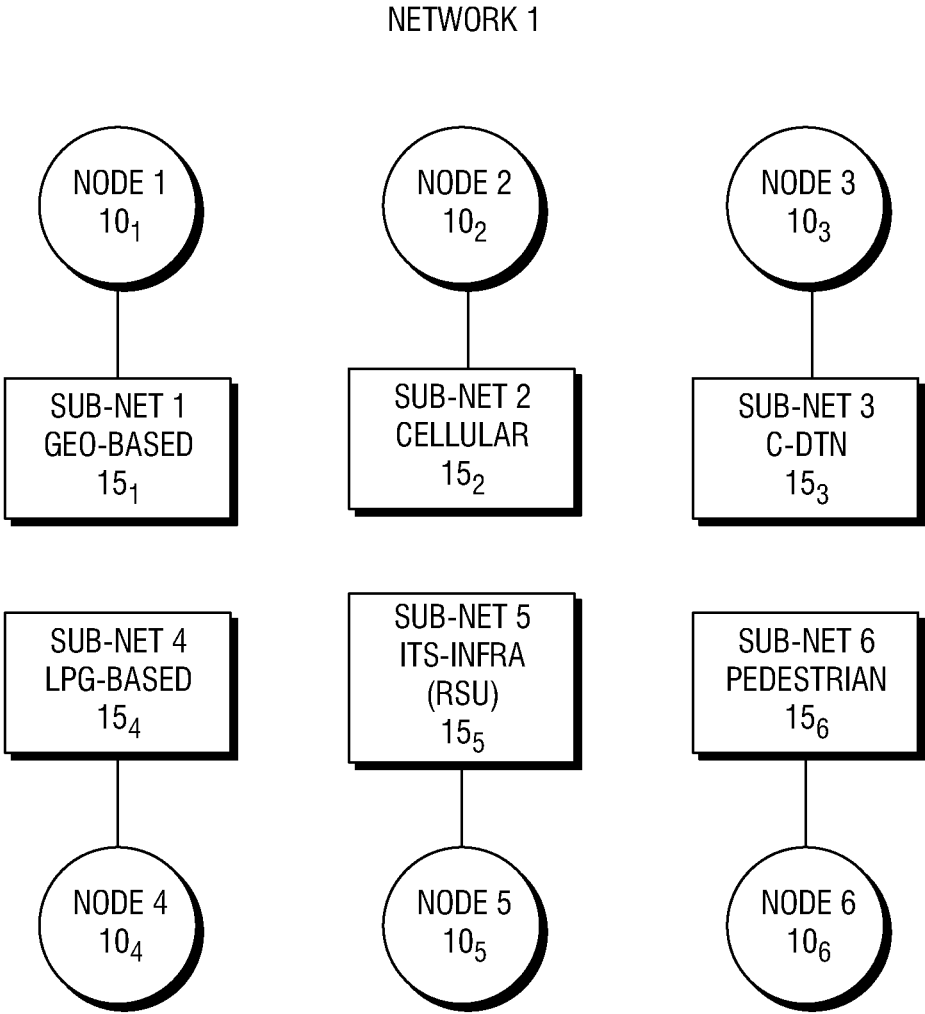 NETWORK 1
NODE 1
10₁
NODE 2
10₂
NODE 3
10₃
SUB-NET 1
GEO-BASED
15₁
SUB-NET 2
CELLULAR
15₂
SUB-NET 3
C-DTN
15₃
SUB-NET 4
LPG-BASED
15₄
SUB-NET 5
ITS-INFRA
(RSU)
15₅
SUB-NET 6
PEDESTRIAN
15₆
NODE 4
10₄
NODE 5
10₅
NODE 6
10₆